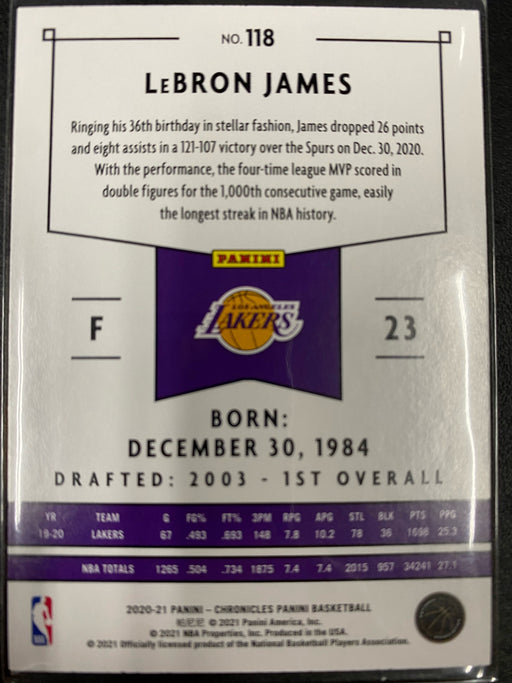 NO. 118
LeBRON JAMES
Ringing his 36th birthday in stellar fashion, James dropped 26 points
and eight assists in a 121-107 victory over the Spurs on Dec. 30, 2020.
With the performance, the four-time league MVP scored in
double figures for the 1,000th consecutive game, easily
the longest streak in NBA history.
PANINI
LOS ANGELES
LAKERS
F
23
BORN:
DECEMBER 30, 1984
DRAFTED: 2003 - 1ST OVERALL
YR TEAM G FG% FT% 3PM RPG APG STL BLK PTS PPG
19-20 LAKERS 67 .493 .693 148 7.8 10.2 78 36 1698 25.3
NBA TOTALS 1265 .504 .734 1875 7.4 7.4 2015 957 34241 27.1
2020-21 PANINI – CHRONICLES PANINI BASKETBALL
帕尼尼 © 2021 Panini America, Inc.
© 2021 NBA Properties, Inc. Produced in the USA.
© 2021 Officially licensed product of the National Basketball Players Association.